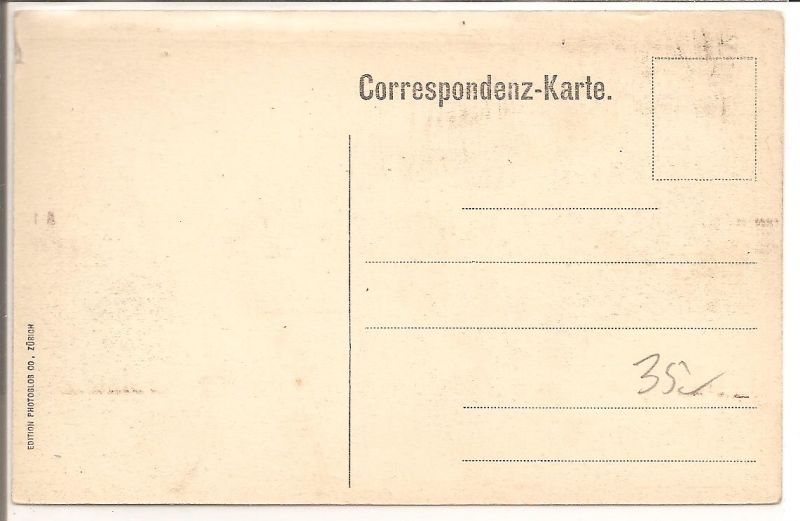 Correspondenz-Karte.
35
EDITION PHOTOGLOB CO., ZÜRICH